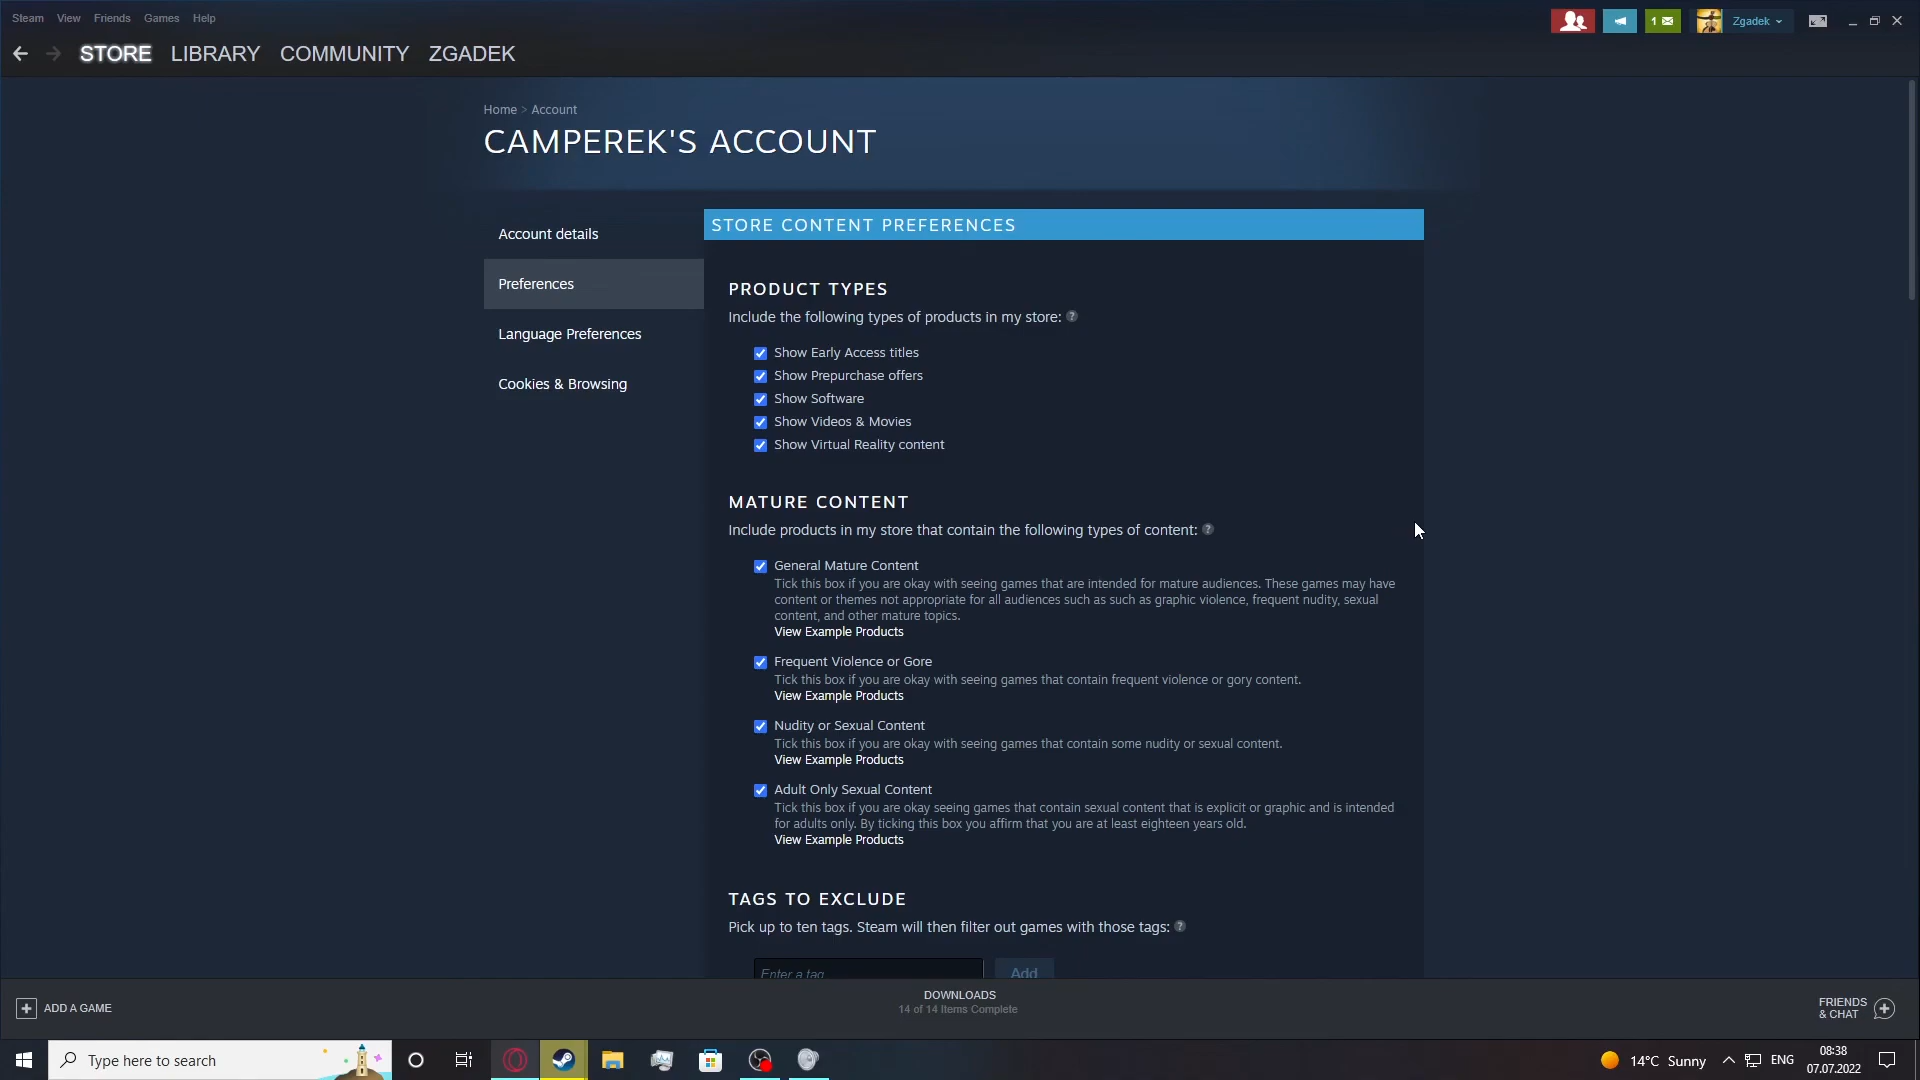 Steam View Friends Games Help
1 Zgadek
STORE LIBRARY COMMUNITY ZGADEK
Home > Account
CAMPEREK'S ACCOUNT
Account details
Preferences
Language Preferences
Cookies & Browsing
STORE CONTENT PREFERENCES
PRODUCT TYPES
Include the following types of products in my store: ?
Show Early Access titles
Show Prepurchase offers
Show Software
Show Videos & Movies
Show Virtual Reality content
MATURE CONTENT
Include products in my store that contain the following types of content: ?
General Mature Content
Tick this box if you are okay with seeing games that are intended for mature audiences. These games may have
content or themes not appropriate for all audiences such as such as graphic violence, frequent nudity, sexual
content, and other mature topics.
View Example Products
Frequent Violence or Gore
Tick this box if you are okay with seeing games that contain frequent violence or gory content.
View Example Products
Nudity or Sexual Content
Tick this box if you are okay with seeing games that contain some nudity or sexual content.
View Example Products
Adult Only Sexual Content
Tick this box if you are okay seeing games that contain sexual content that is explicit or graphic and is intended
for adults only. By ticking this box you affirm that you are at least eighteen years old.
View Example Products
TAGS TO EXCLUDE
Pick up to ten tags. Steam will then filter out games with those tags: ?
Enter a tag
Add
ADD A GAME
DOWNLOADS
14 of 14 Items Complete
FRIENDS
& CHAT
Type here to search
14°C Sunny
ENG
08:38
07.07.2022